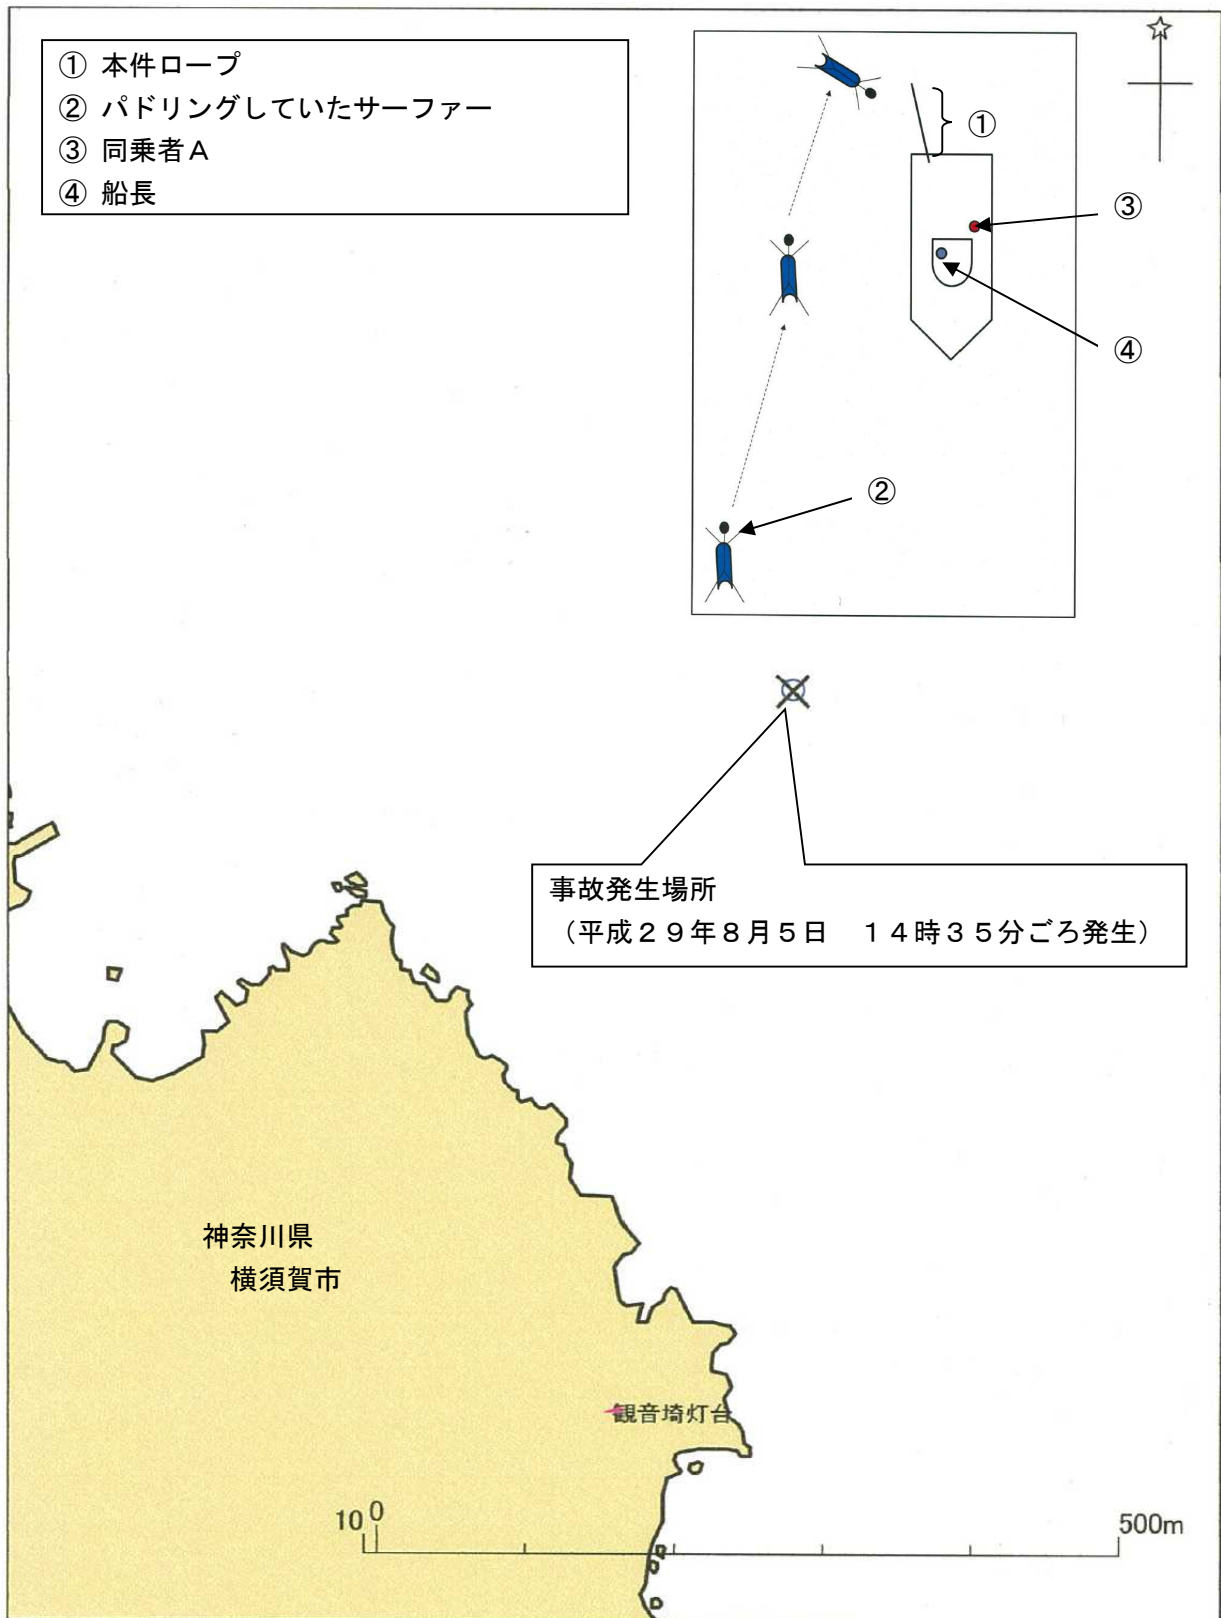 ① 本件ロープ
② パドリングしていたサーファー
③ 同乗者A
④ 船長
①
③
④
②
事故発生場所
（平成２９年８月５日　１４時３５分ごろ発生）
神奈川県
横須賀市
観音埼灯台
10 0
500m